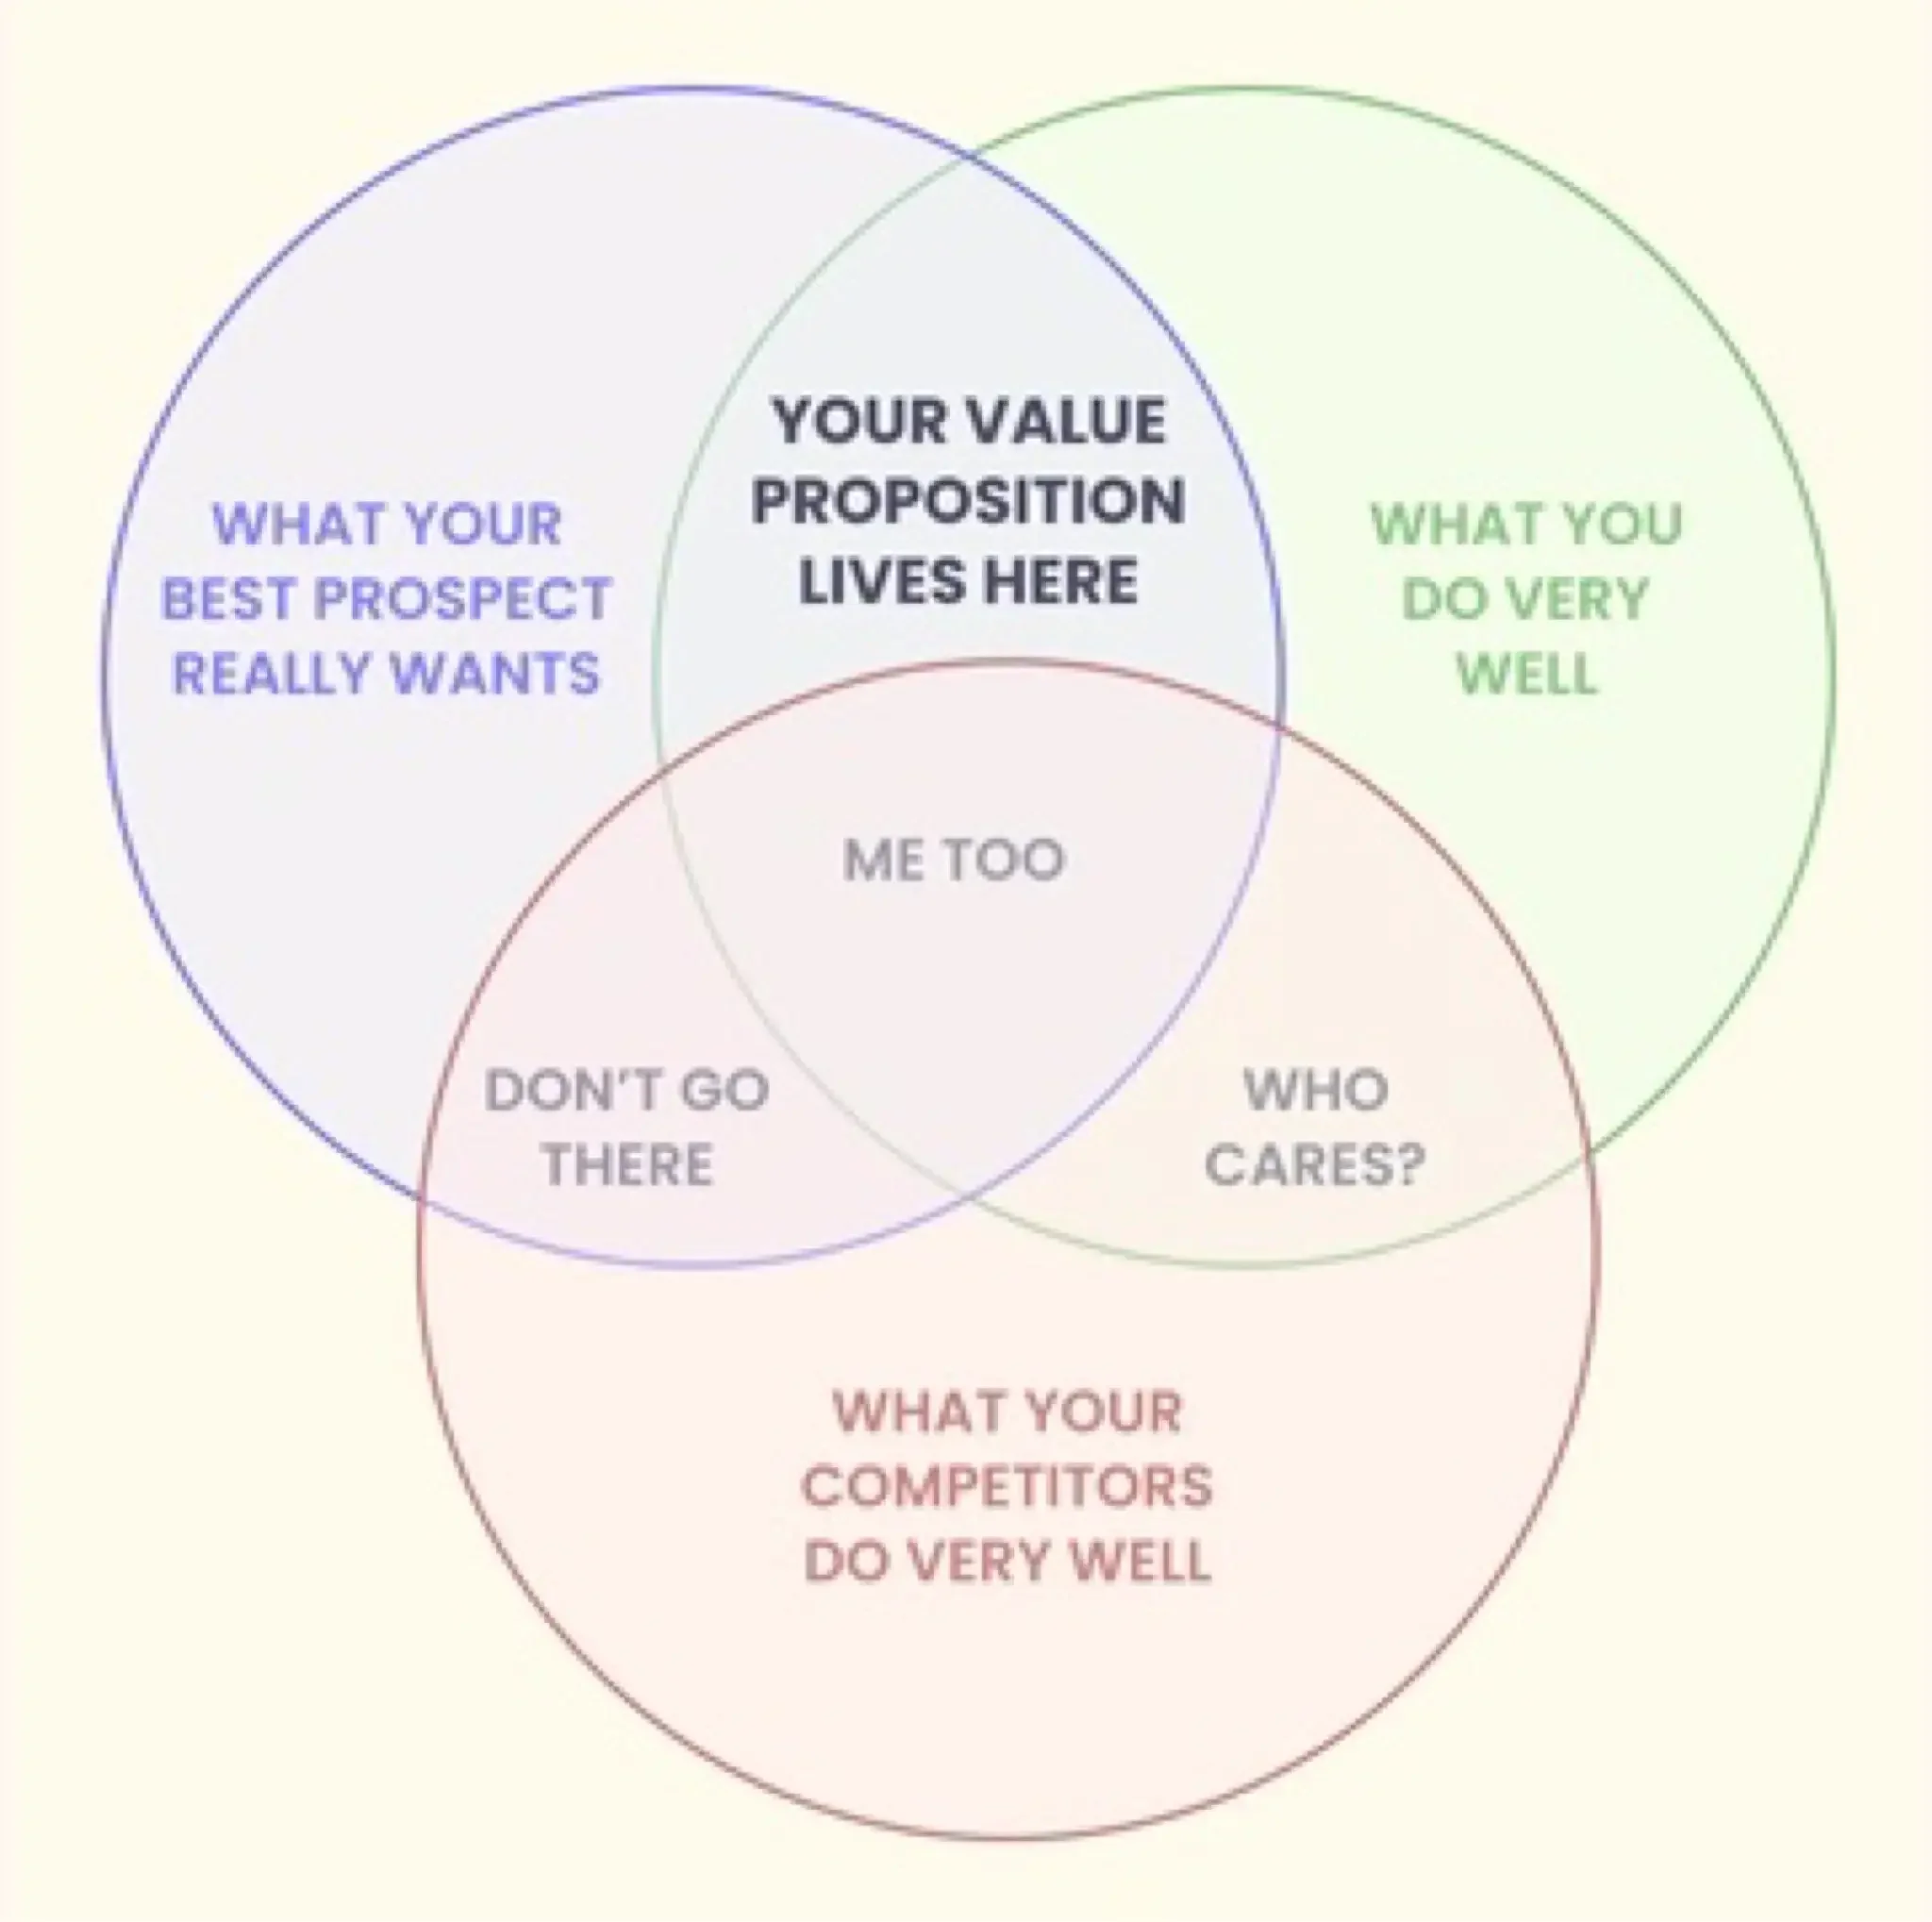 YOUR VALUE
PROPOSITION
LIVES HERE
WHAT YOUR
BEST PROSPECT
REALLY WANTS
WHAT YOU
DO VERY
WELL
ME TOO
DON'T GO
THERE
WHO
CARES?
WHAT YOUR
COMPETITORS
DO VERY WELL